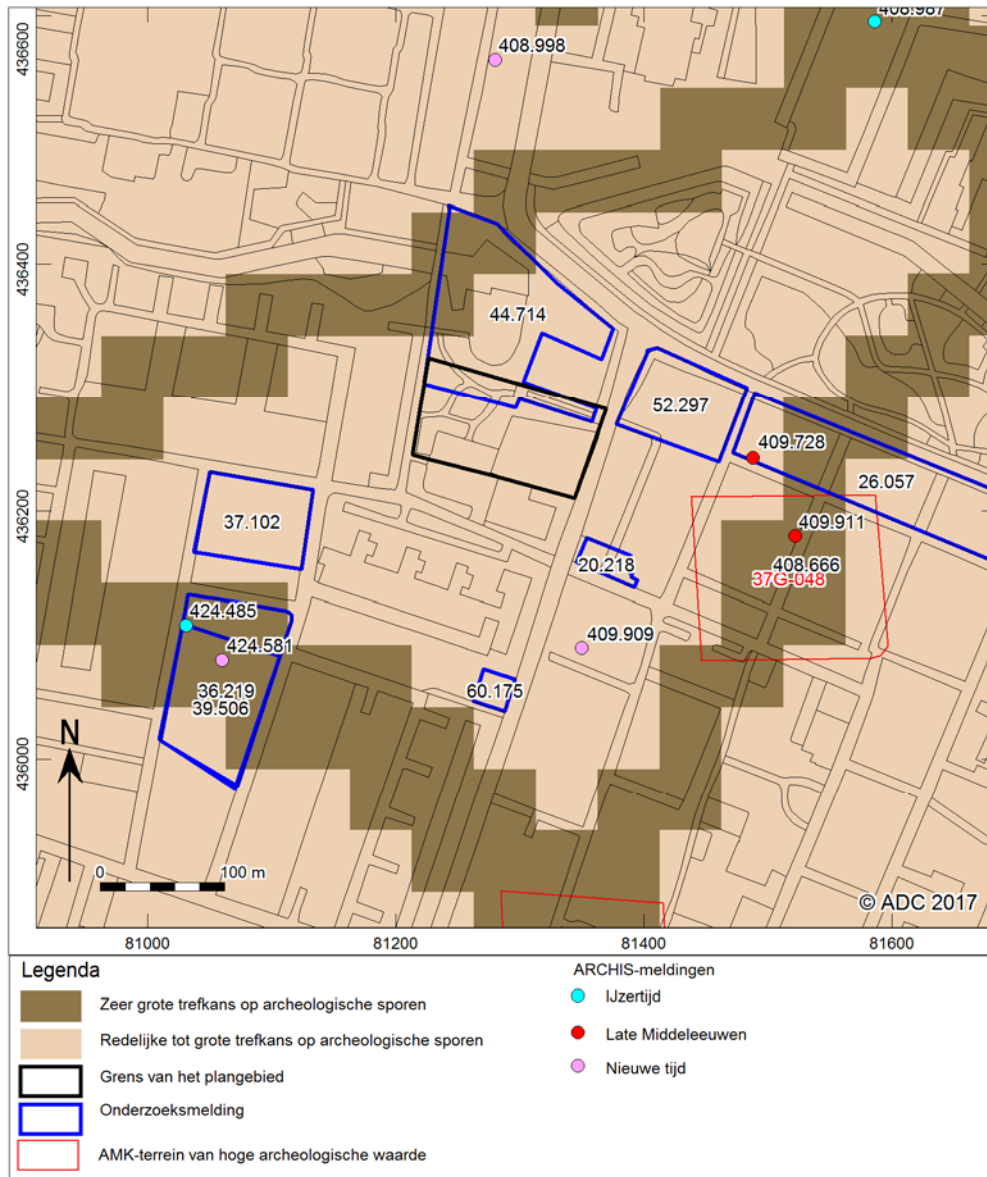 408.987
436600
408.998
436400
44.714
52.297
409.728
26.057
436200
37.102
409.911
20.218
408.666
37G-048
424.485
409.909
424.581
60.175
36.219
39.506
N
436000
0 100 m
© ADC 2017
81000 81200 81400 81600
Legenda
Zeer grote trefkans op archeologische sporen
Redelijke tot grote trefkans op archeologische sporen
Grens van het plangebied
Onderzoeksmelding
AMK-terrein van hoge archeologische waarde
ARCHIS-meldingen
IJzertijd
Late Middeleeuwen
Nieuwe tijd